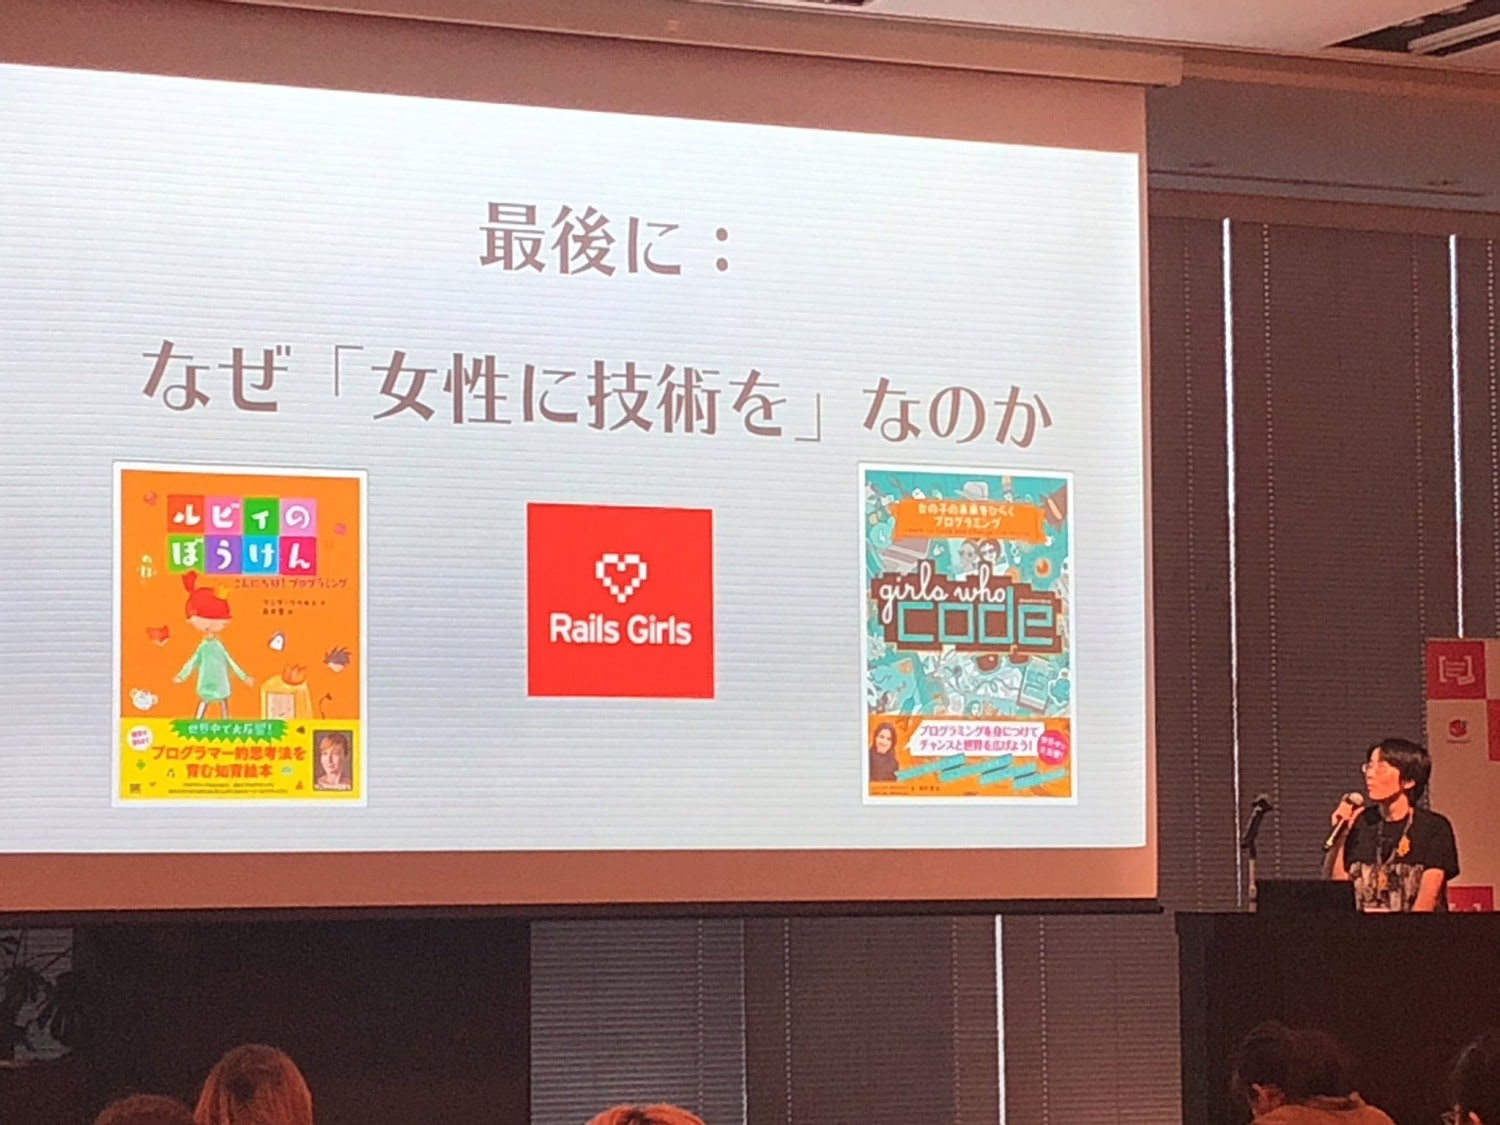 最後に：
なぜ「女性に技術を」なのか
ルビィの
ぼうけん
こんにちは！プログラミング
リンダ・リウカス 作
鳥井雪 訳
世界中で大反響！
プログラマー的思考法を
育む知育絵本
Rails Girls
女の子の未来をひらく
プログラミング
girls who
code
プログラミングを身につけて
チャンスと世界を広げよう！